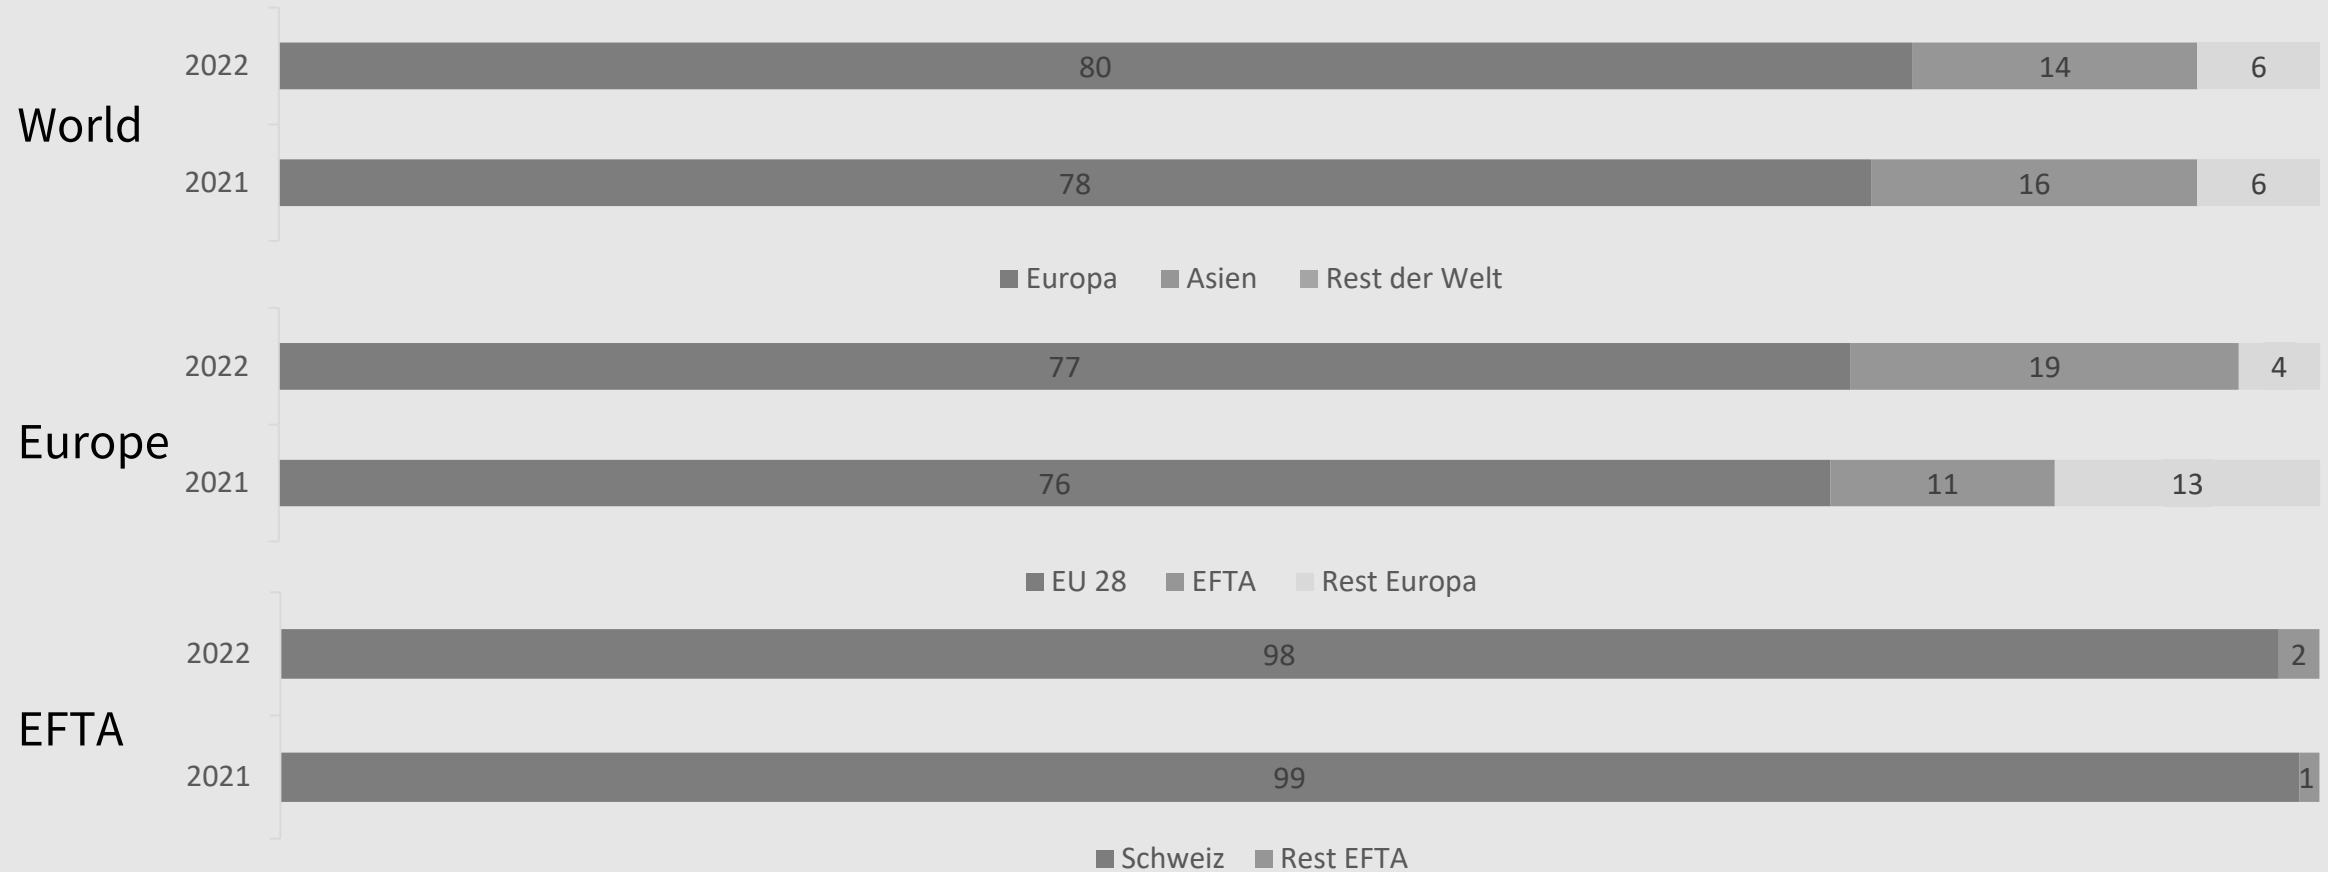 World
2022
80
14
6
2021
78
16
6
Europa
Asien
Rest der Welt
Europe
2022
77
19
4
2021
76
11
13
EU 28
EFTA
Rest Europa
EFTA
2022
98
2
2021
99
1
Schweiz
Rest EFTA